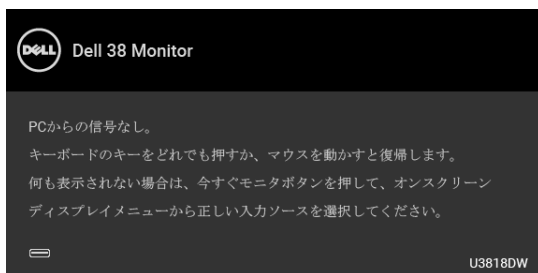 DELL
Dell 38 Monitor
PCからの信号なし。
キーボードのキーをどれでも押すか、マウスを動かすと復帰します。
何も表示されない場合は、今すぐモニタボタンを押して、オンスクリーン
ディスプレイメニューから正しい入力ソースを選択してください。
U3818DW